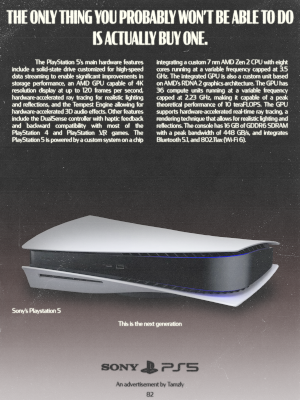 THE ONLY THING YOU PROBABLY WON'T BE ABLE TO DO
IS ACTUALLY BUY ONE.
The PlayStation 5's main hardware features
include a solid-state drive customized for high-speed
data streaming to enable significant improvements in
storage performance, an AMD GPU capable of 4K
resolution display at up to 120 frames per second,
hardware-accelerated ray tracing for realistic lighting
and reflections, and the Tempest Engine allowing for
hardware-accelerated 3D audio effects. Other features
include the DualSense controller with haptic feedback
and backward compatibility with most of the
PlayStation 4 and PlayStation VR games. The
PlayStation 5 is powered by a custom system on a chip
integrating a custom 7 nm AMD Zen 2 CPU with eight
cores running at a variable frequency capped at 3.5
GHz. The integrated GPU is also a custom unit based
on AMD's RDNA 2 graphics architecture. The GPU has
36 compute units running at a variable frequency
capped at 2.23 GHz, making it capable of a peak
theoretical performance of 10 teraFLOPS. The GPU
supports hardware-accelerated real-time ray tracing, a
rendering technique that allows for realistic lighting and
reflections. The console has 16 GB of GDDR6 SDRAM
with a peak bandwidth of 448 GB/s, and integrates
Bluetooth 5.1, and 802.11ax (Wi-Fi 6).
Sony's Playstation 5
This is the next generation
SONY PS5
An advertisement by Tamzly.
82